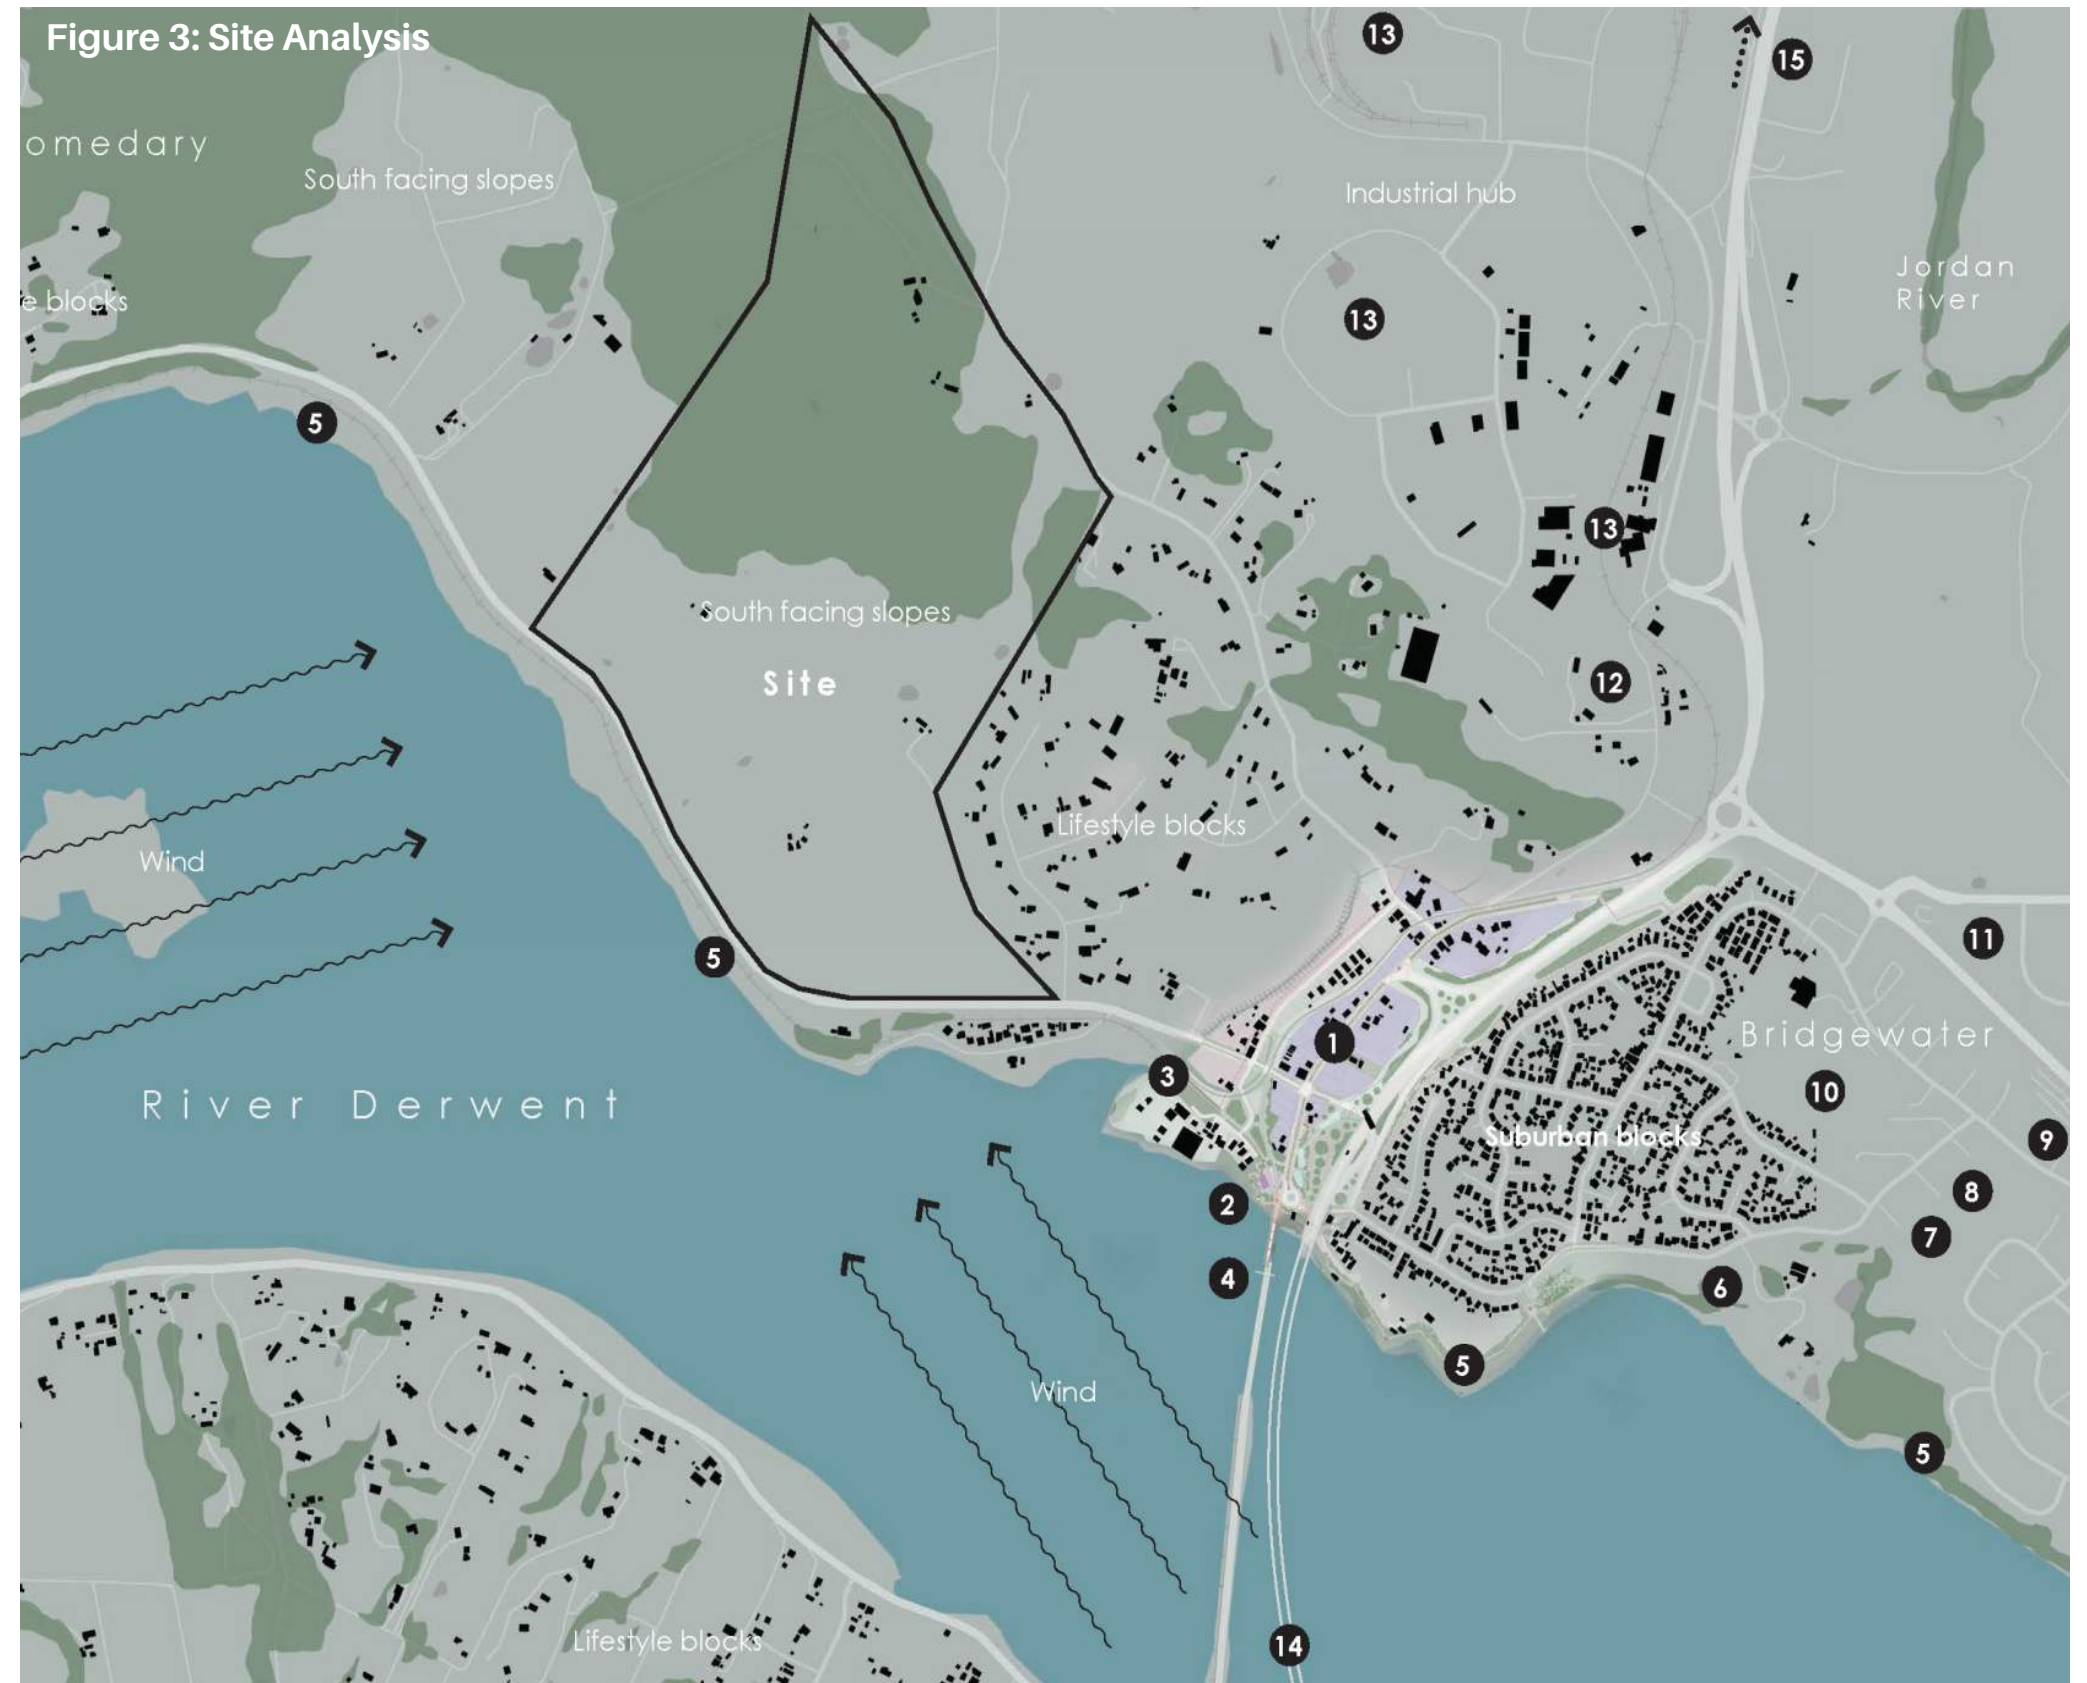 Figure 3: Site Analysis
13
15
omedary
South facing slopes
Industrial hub
Jordan
River
e blocks
13
5
13
South facing slopes
Site
12
Lifestyle blocks
Wind
11
5
1
Bridgewater
3
10
River Derwent
Suburban blocks
9
8
2
7
4
6
5
Wind
5
Lifestyle blocks
14